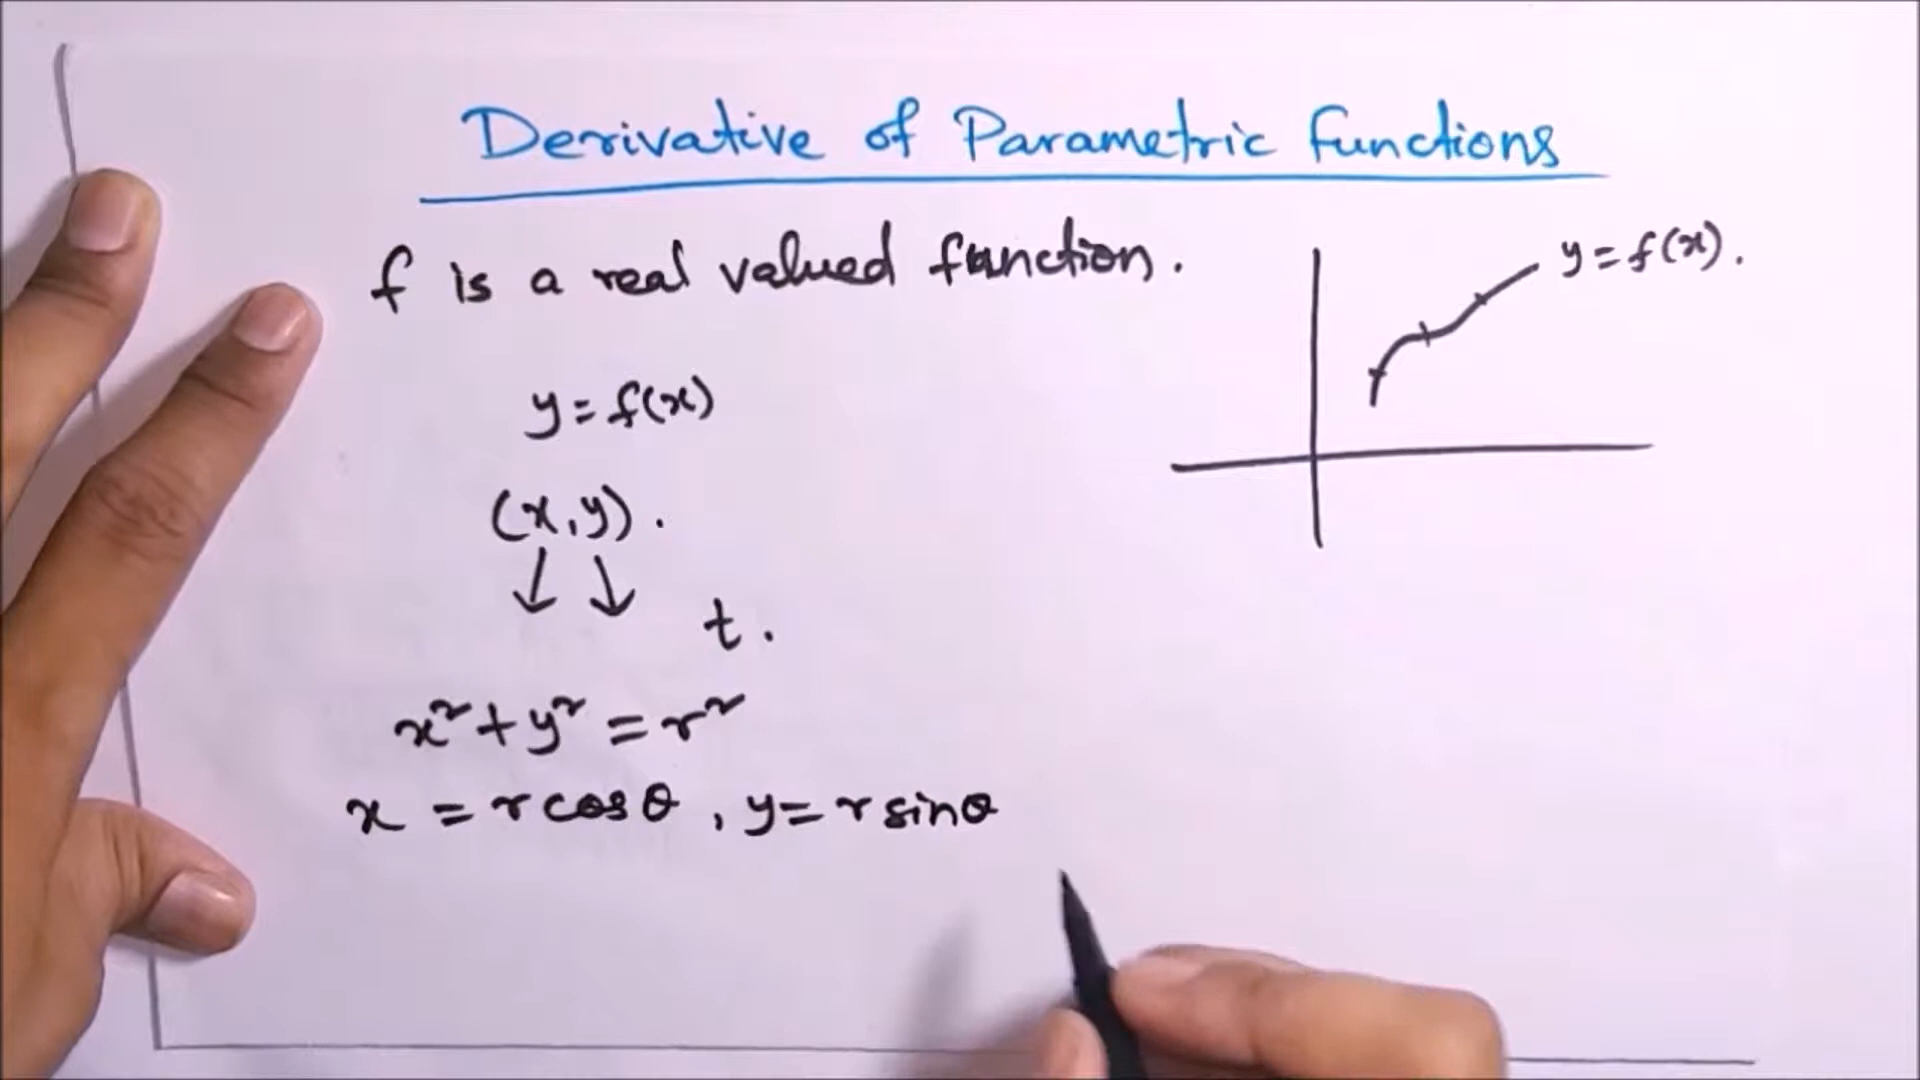 Derivative of Parametric functions
f is a real valued function.
y = f(x).
y = f(x)
(x, y).
↓ ↓ t.
x² + y² = r²
x = r cos θ, y = r sin θ